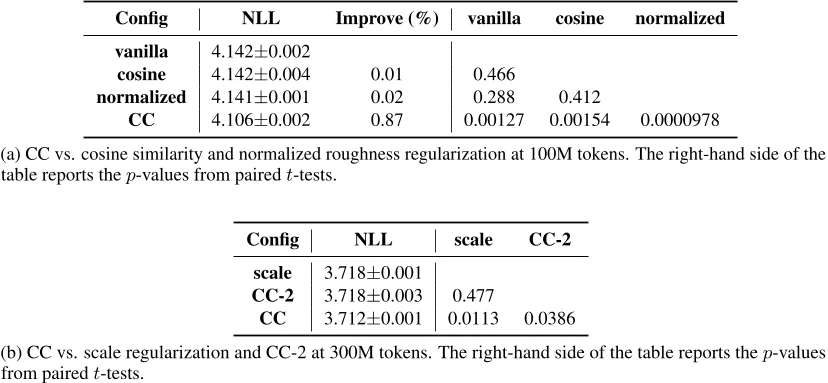 Config NLL Improve (%) vanilla cosine normalized
vanilla 4.142±0.002
cosine 4.142±0.004 0.01 0.466
normalized 4.141±0.001 0.02 0.288 0.412
CC 4.106±0.002 0.87 0.00127 0.00154 0.0000978
(a) CC vs. cosine similarity and normalized roughness regularization at 100M tokens. The right-hand side of the
table reports the p-values from paired t-tests.
Config NLL scale CC-2
scale 3.718±0.001
CC-2 3.718±0.003 0.477
CC 3.712±0.001 0.0113 0.0386
(b) CC vs. scale regularization and CC-2 at 300M tokens. The right-hand side of the table reports the p-values
from paired t-tests.